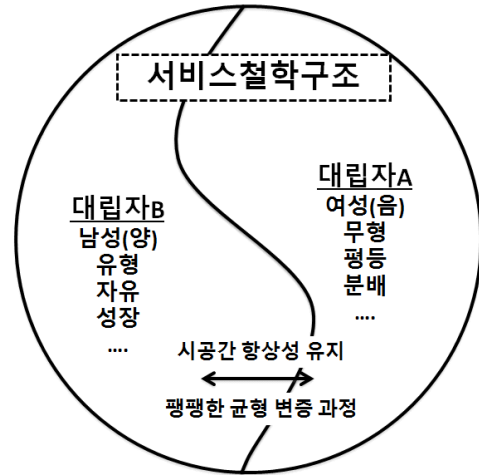 서비스철학구조
대립자B
남성(양)
유형
자유
성장
....
대립자A
여성(음)
무형
평등
분배
....
시공간 항상성 유지
팽팽한 균형 변증 과정